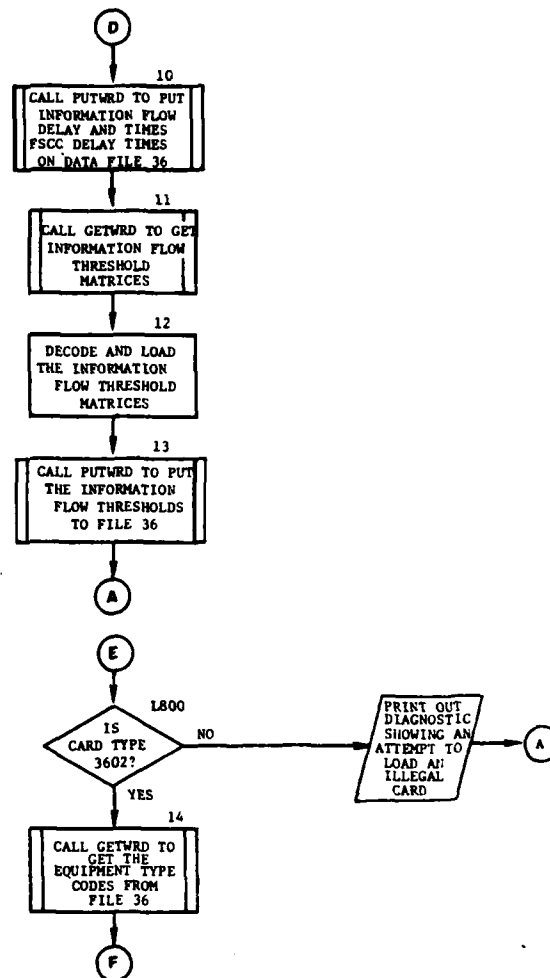 D
10
CALL PUTWRD TO PUT
INFORMATION FLOW
DELAY AND TIMES
FSCC DELAY TIMES
ON DATA FILE 36
11
CALL GETWRD TO GET
INFORMATION FLOW
THRESHOLD
MATRICES
12
DECODE AND LOAD
THE INFORMATION
FLOW THRESHOLD
MATRICES
13
CALL PUTWRD TO PUT
THE INFORMATION
FLOW THRESHOLDS
TO FILE 36
A
E
L800
IS
CARD TYPE
3602?
NO
PRINT OUT
DIAGNOSTIC
SHOWING AN
ATTEMPT TO
LOAD AN
ILLEGAL
CARD
A
YES
14
CALL GETWRD TO
GET THE
EQUIPMENT TYPE
CODES FROM
FILE 36
F